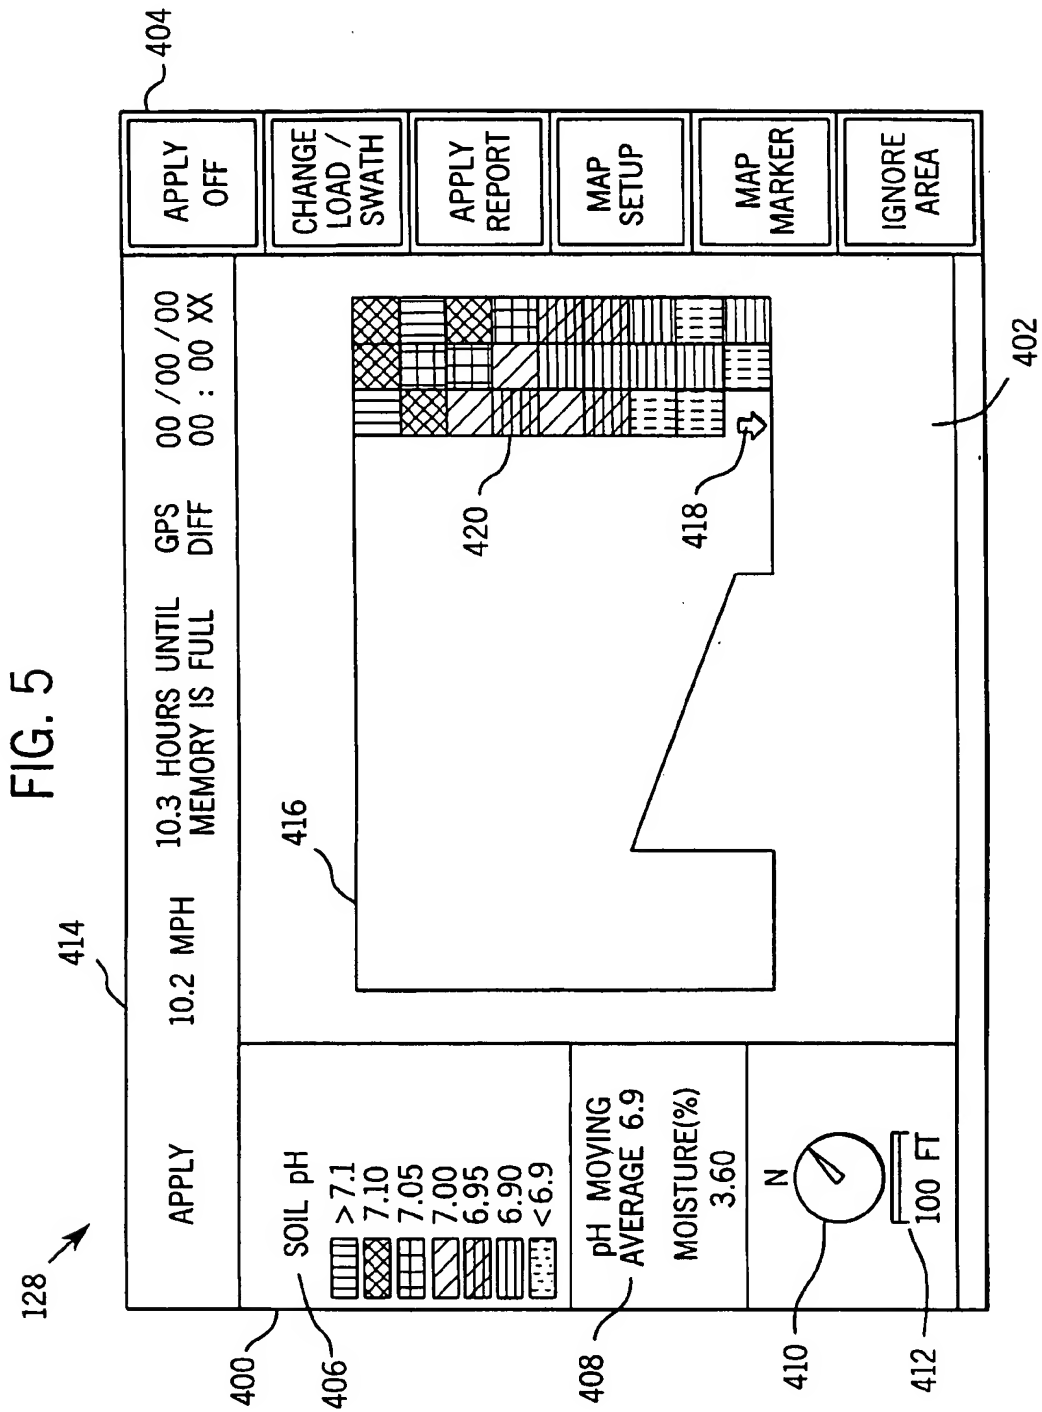 FIG. 5
128
414
404
APPLY
10.2 MPH
10.3 HOURS UNTIL
MEMORY IS FULL
GPS
DIFF
00 / 00 / 00
00 : 00 XX
APPLY
OFF
CHANGE
LOAD /
SWATH
APPLY
REPORT
MAP
SETUP
MAP
MARKER
IGNORE
AREA
400
406
SOIL pH
>7.1
7.10
7.05
7.00
6.95
6.90
<6.9
408
pH MOVING
AVERAGE 6.9
MOISTURE(%)
3.60
410
N
412
100 FT
416
420
418
402